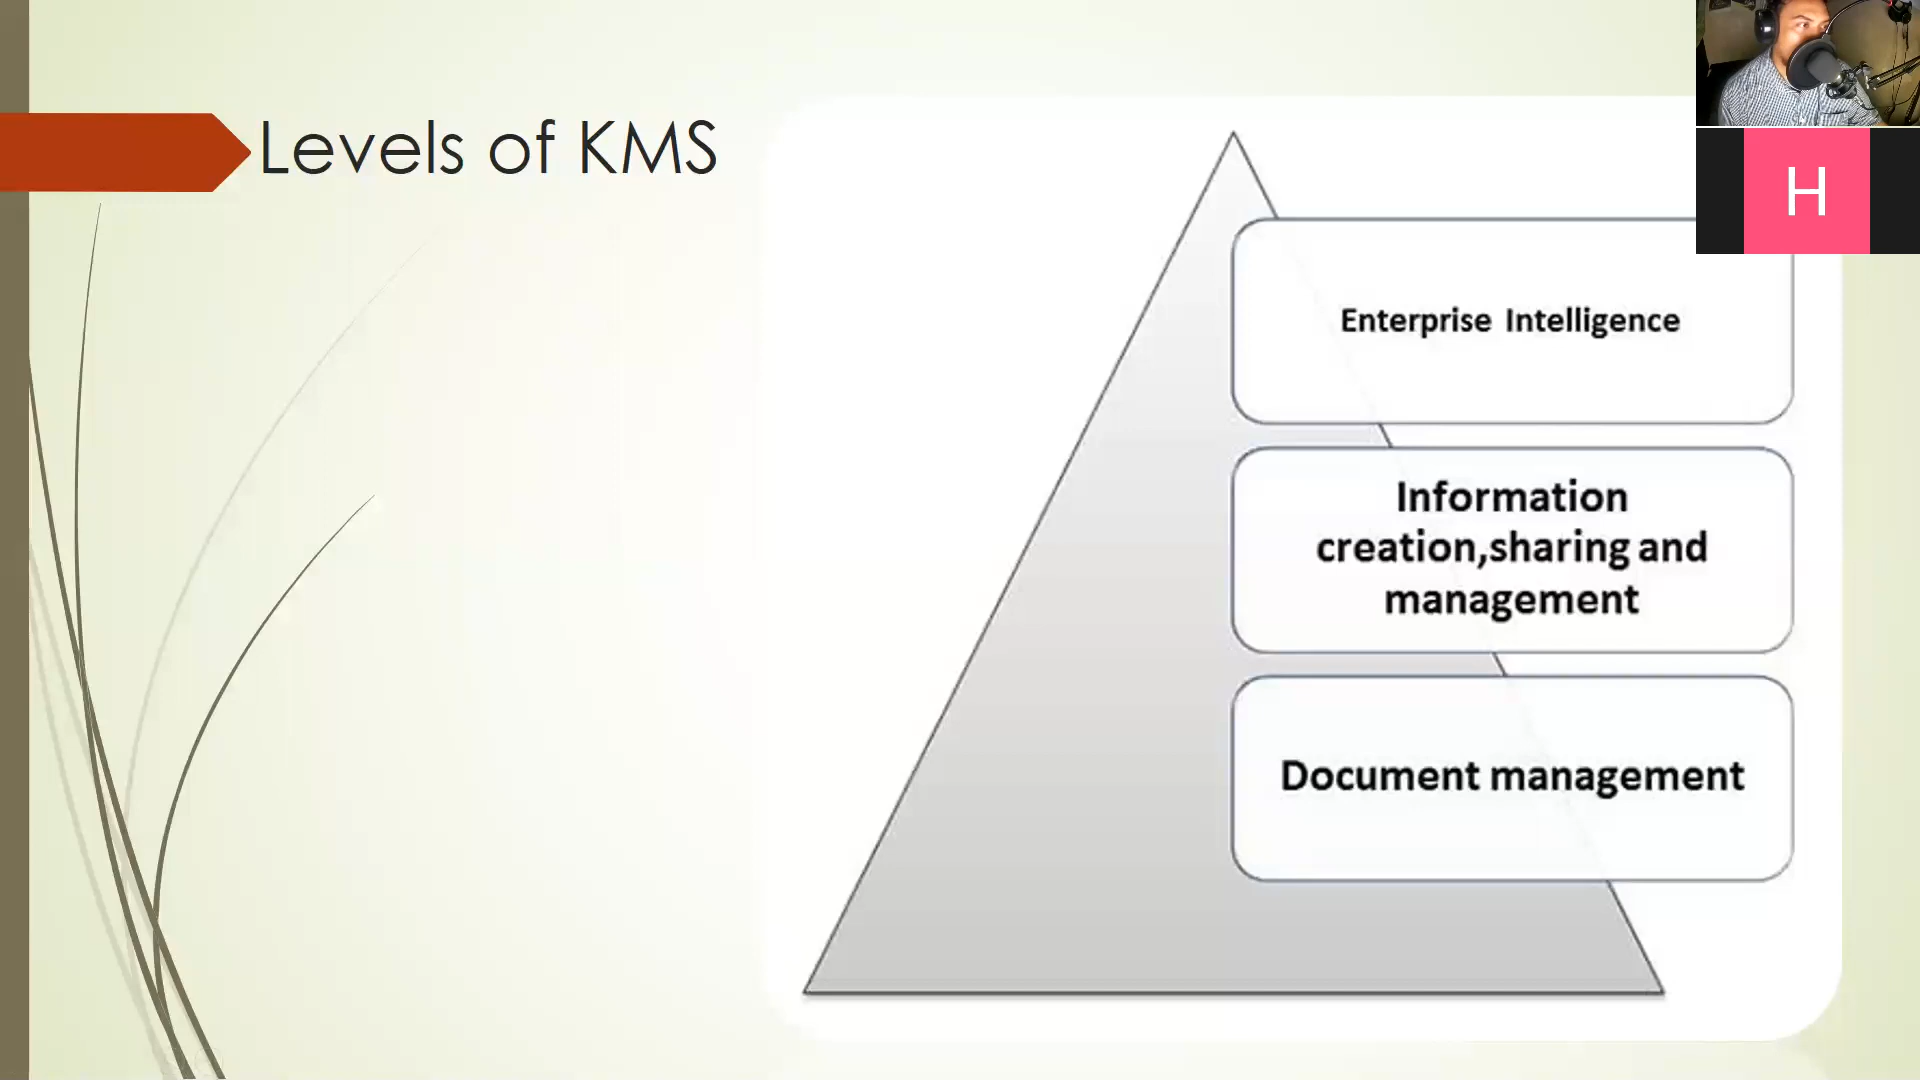 Levels of KMS
H
Enterprise Intelligence
Information
creation,sharing and
management
Document management